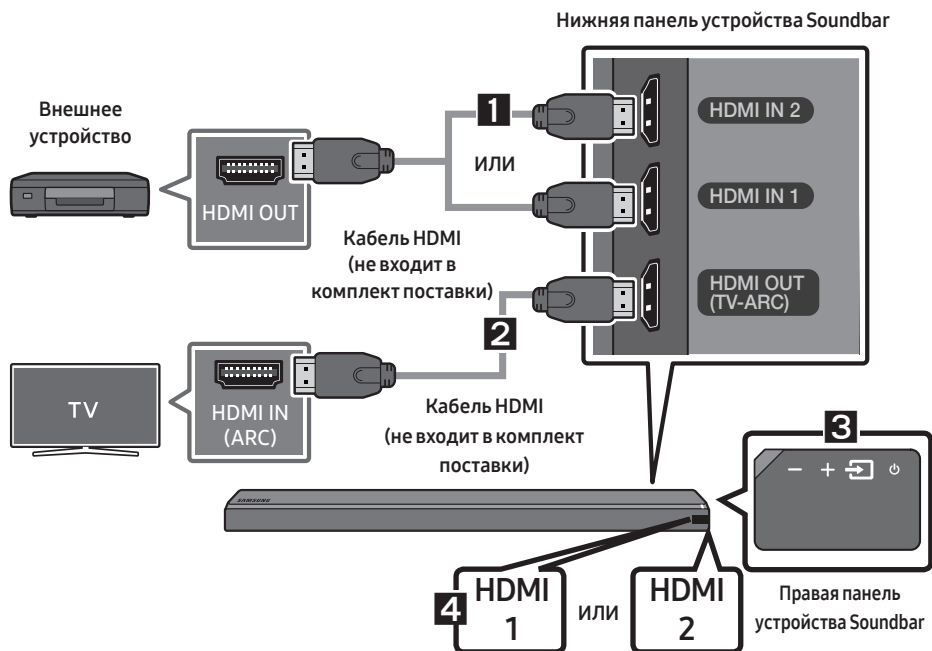 Нижняя панель устройства Soundbar
Внешнее
устройство
HDMI OUT
1
ИЛИ
HDMI IN 2
HDMI IN 1
HDMI OUT
(TV-ARC)
Кабель HDMI
(не входит в
комплект поставки)
2
TV
HDMI IN
(ARC)
Кабель HDMI
(не входит в комплект
поставки)
3
SAMSUNG
4
HDMI
1
ИЛИ
HDMI
2
Правая панель
устройства Soundbar